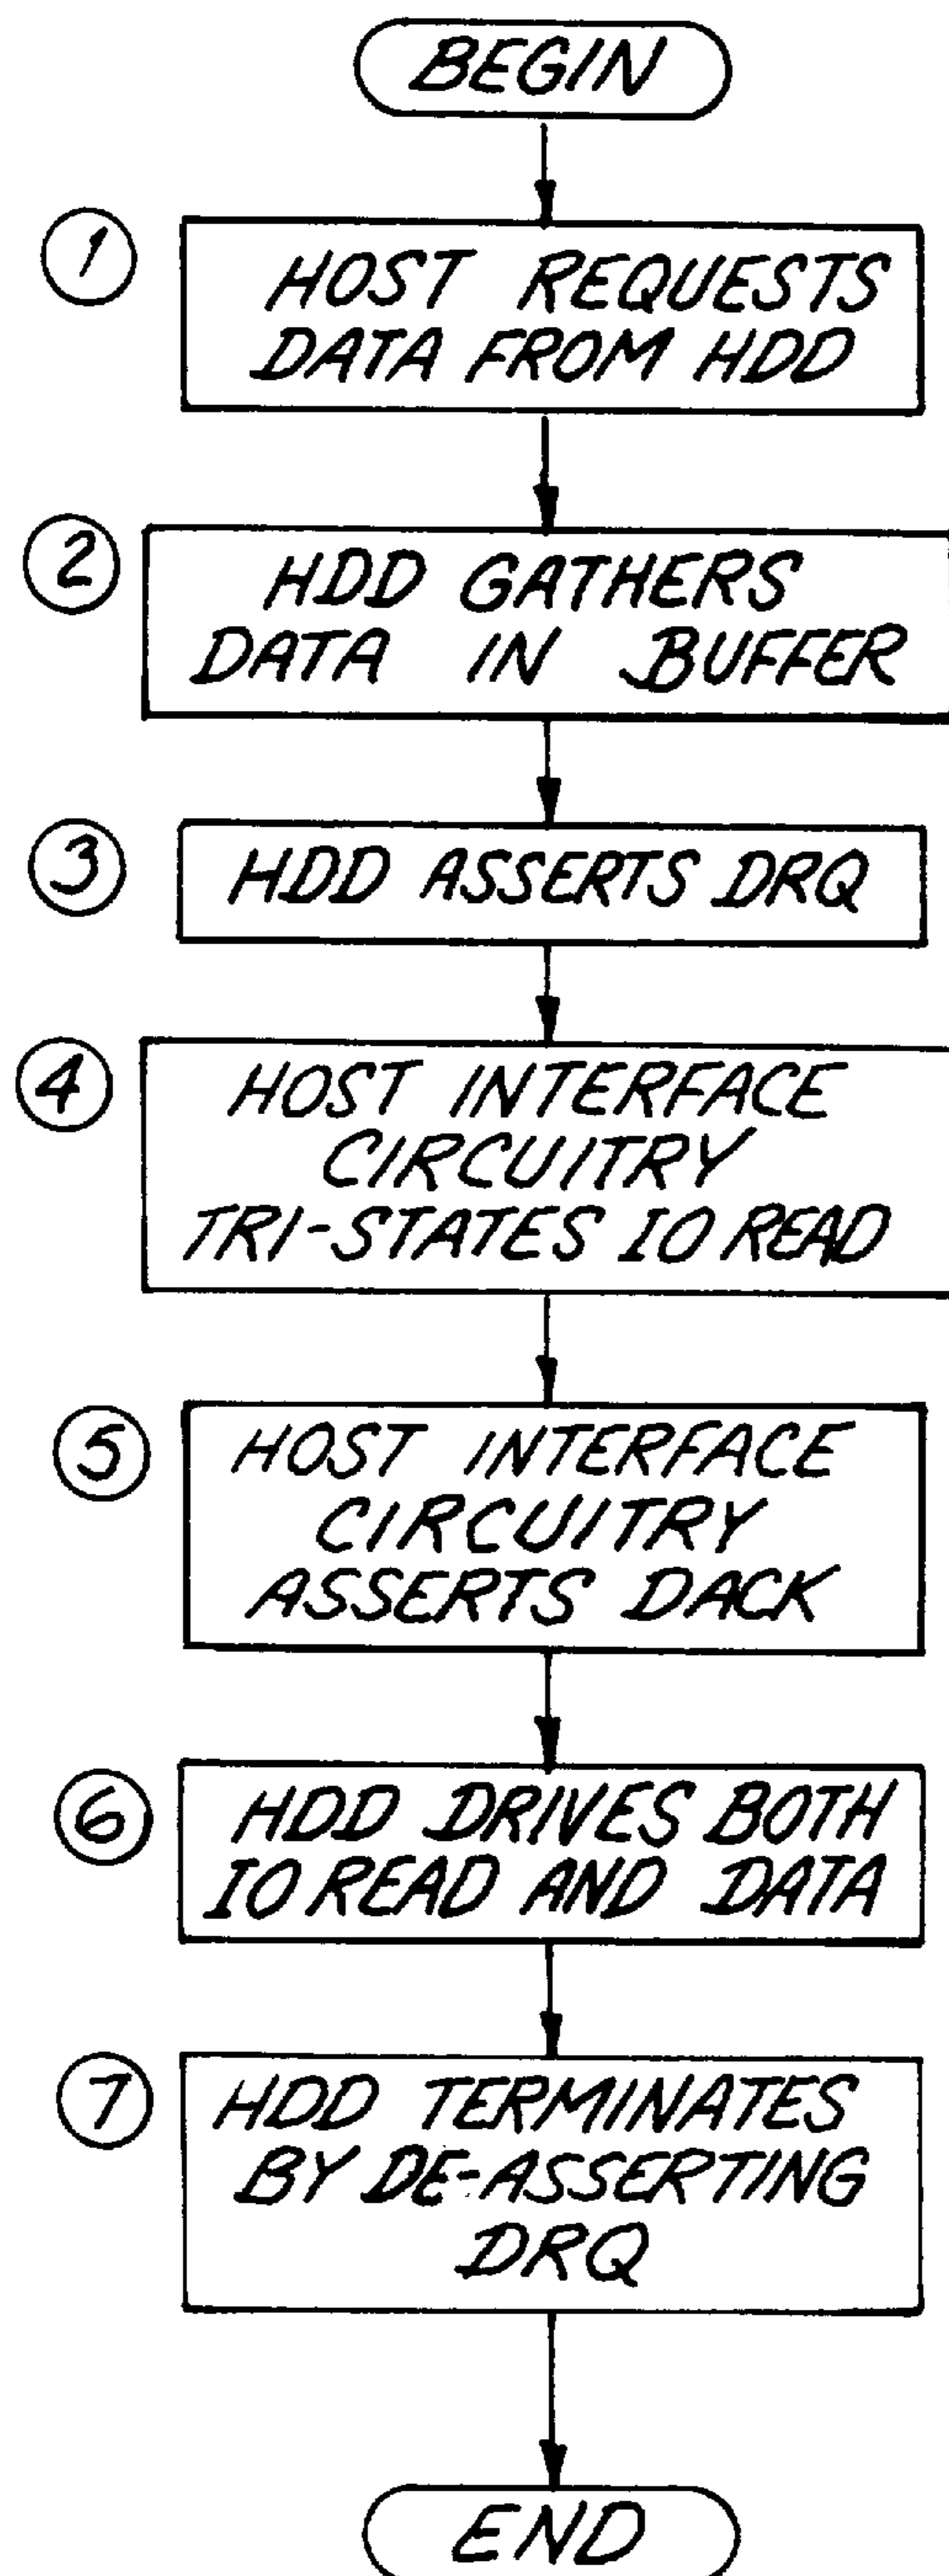 BEGIN
1
HOST REQUESTS
DATA FROM HDD
2
HDD GATHERS
DATA IN BUFFER
3
HDD ASSERTS DRQ
4
HOST INTERFACE
CIRCUITRY
TRI-STATES IO READ
5
HOST INTERFACE
CIRCUITRY
ASSERTS DACK
6
HDD DRIVES BOTH
IO READ AND DATA
7
HDD TERMINATES
BY DE-ASSERTING
DRQ
END